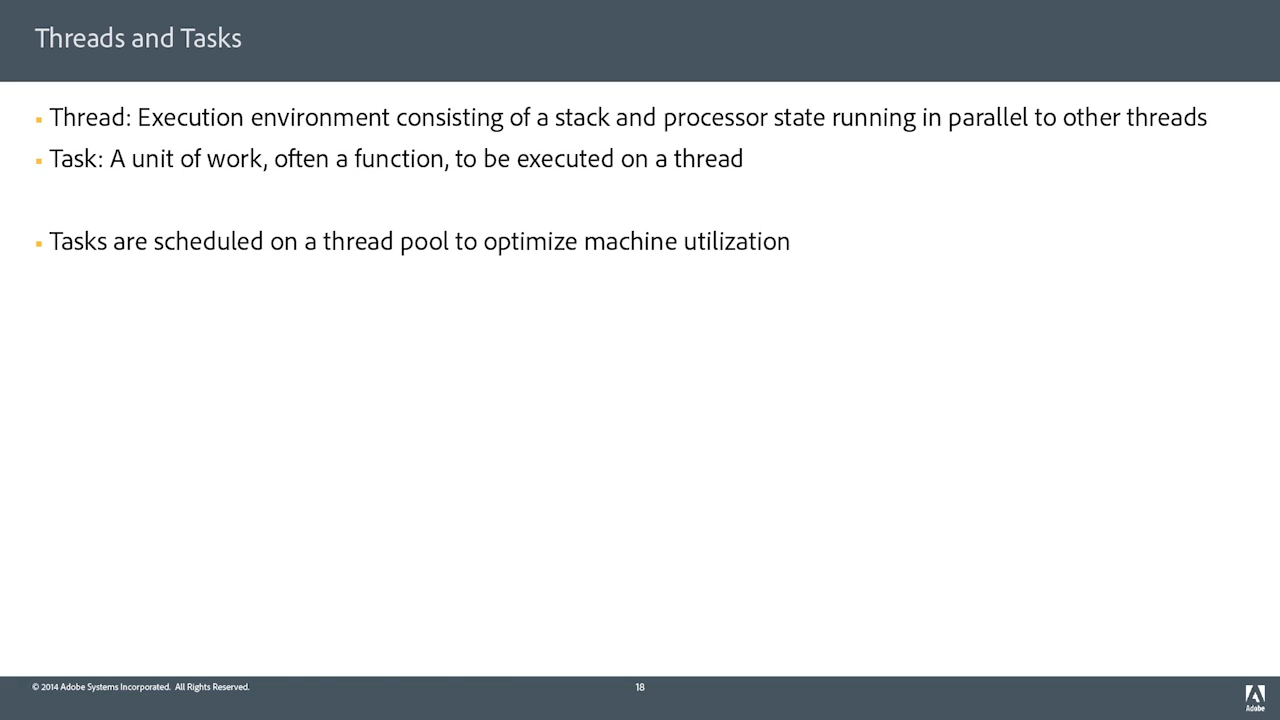 Threads and Tasks
▪ Thread: Execution environment consisting of a stack and processor state running in parallel to other threads
▪ Task: A unit of work, often a function, to be executed on a thread
▪ Tasks are scheduled on a thread pool to optimize machine utilization
© 2014 Adobe Systems Incorporated. All Rights Reserved.
18
Adobe